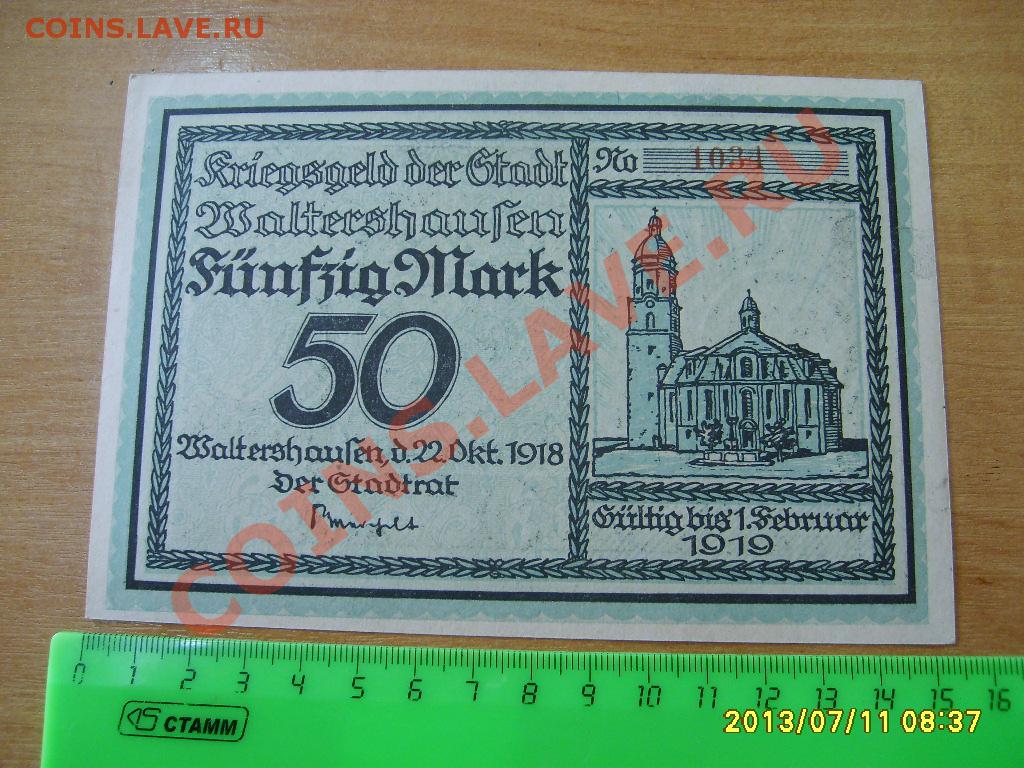 COINS.LAVE.RU
Kriegsgeld der Stadt
Waltershauſen
Fünfzig Mark
50
Waltershauſen, d. 22. Okt. 1918
Der Stadtrat
No 1034
Gültig bis 1. Februar
1919
COINS.LAVE.RU
0 1 2 3 4 5 6 7 8 9 10 11 12 13 14 15 16
СТАММ
2013/07/11 08:37